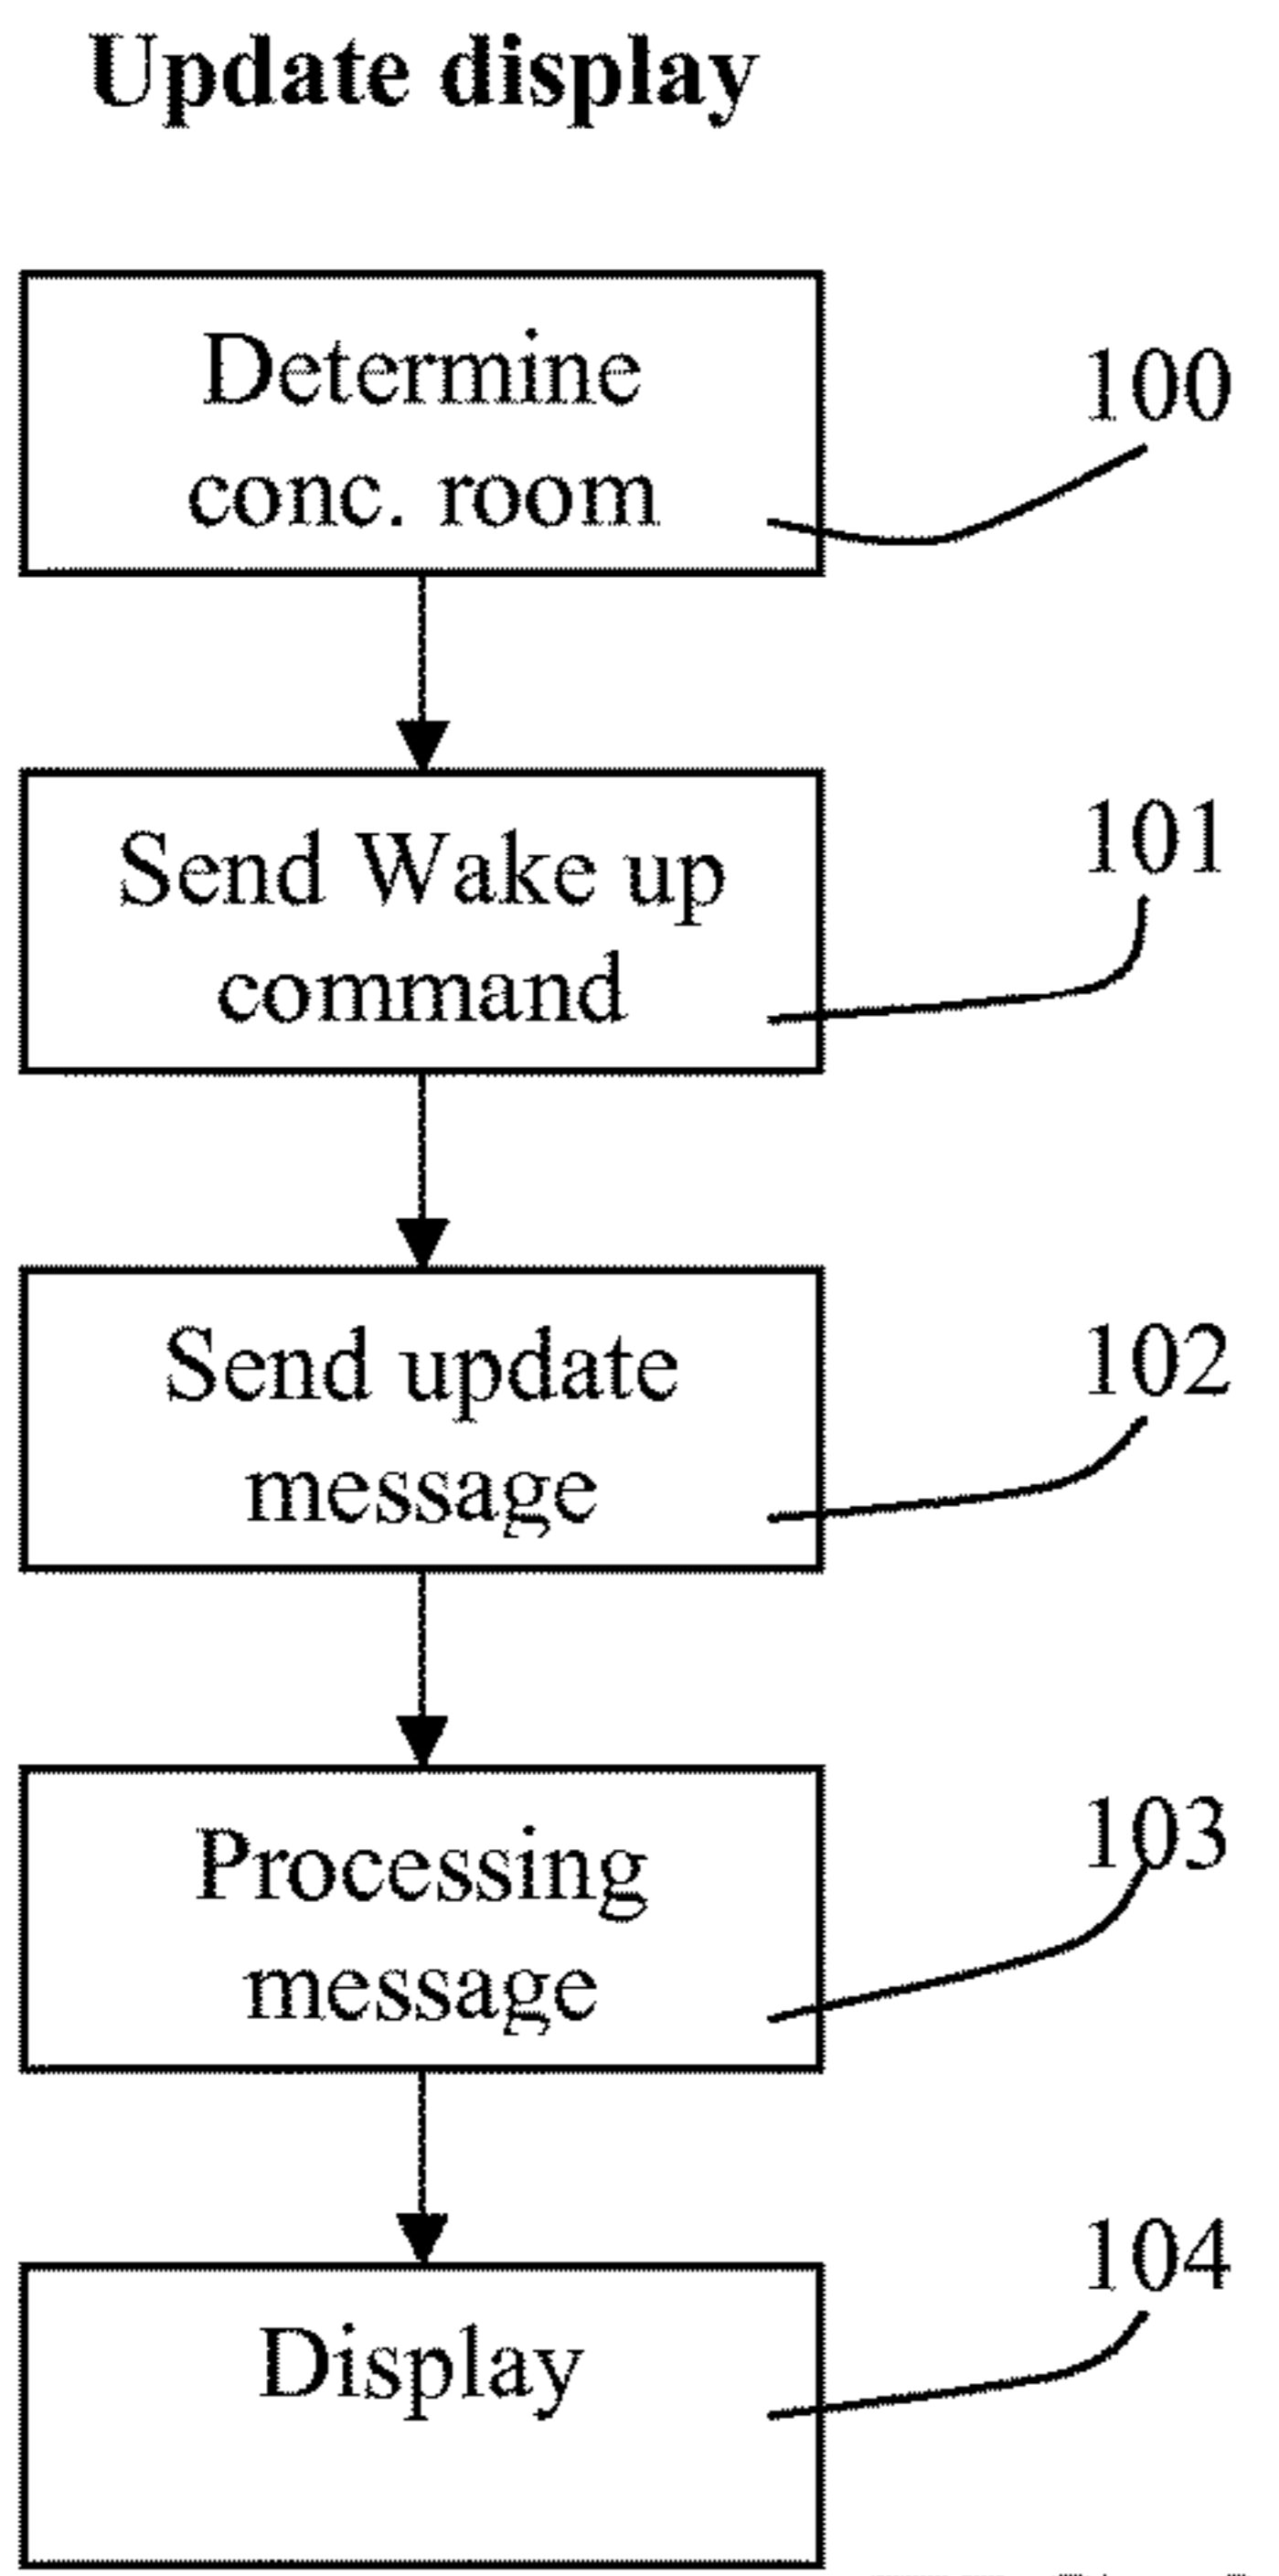 Update display
Determine
conc. room
100
Send Wake up
command
101
Send update
message
102
Processing
message
103
Display
104